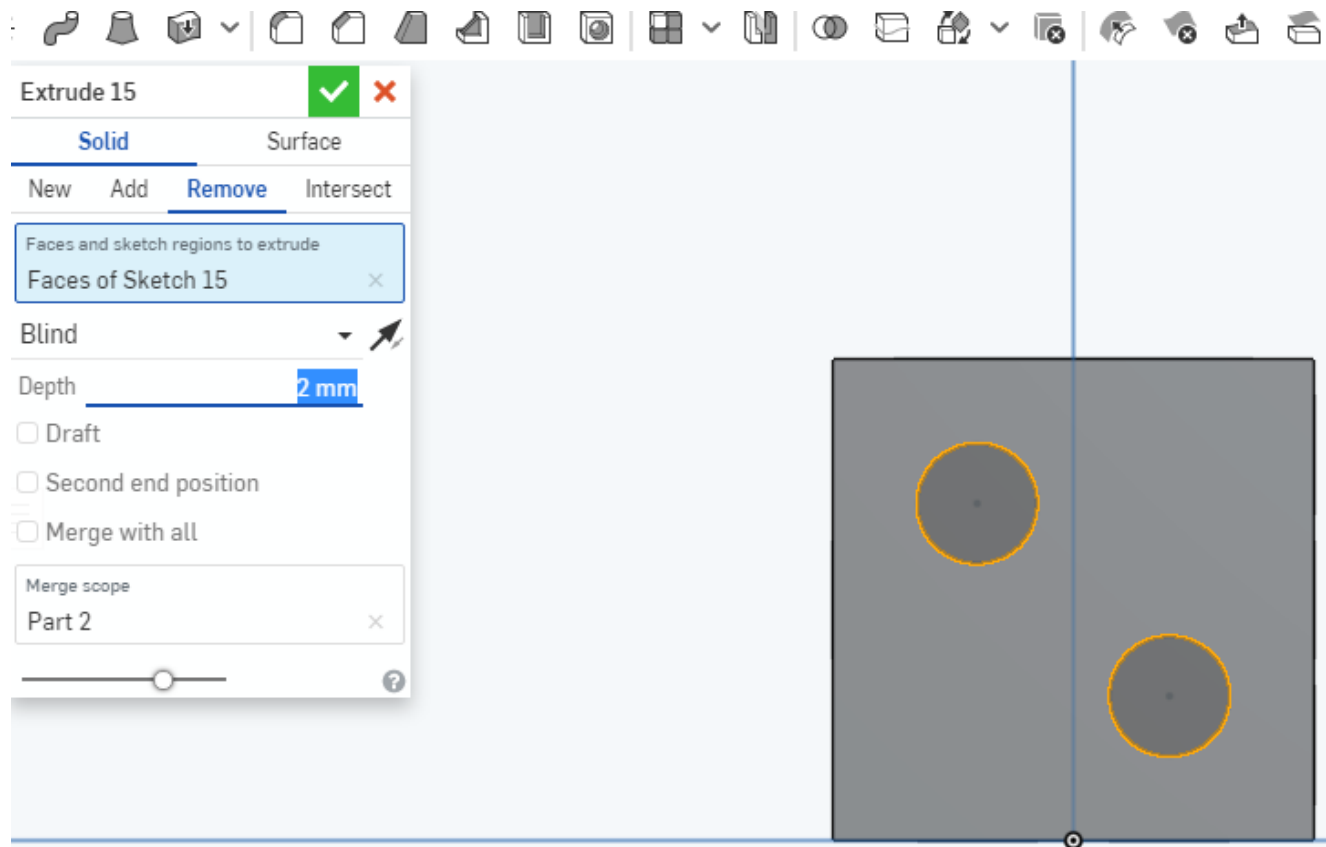 Extrude 15
Solid Surface
New Add Remove Intersect
Faces and sketch regions to extrude
Faces of Sketch 15
Blind
Depth 2 mm
Draft
Second end position
Merge with all
Merge scope
Part 2